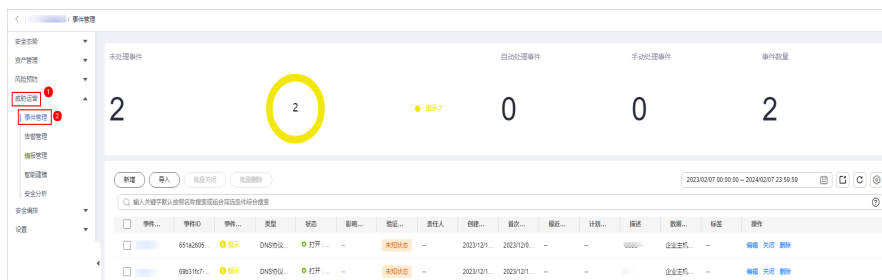 / 事件管理
安全态势
资产管理
风险预防
威胁运营 1
事件管理 2
告警管理
情报管理
智能建模
安全分析
安全编排
设置
未处理事件 自动处理事件 手动处理事件 事件数量
2 2 提示 2 0 0 2
新增 导入 批量关闭 批量删除 2023/02/07 00:00:00 – 2024/02/07 23:59:59
输入关键字默认按照名称搜索或组合筛选条件综合搜索
事件... 事件ID 事件... 类型 状态 影响... 验证... 责任人 创建... 首次... 最近... 计划... 描述 数据... 标签 操作
651a2605... 提示 DNS协议... 打开 ... -- 未知状态 -- 2023/12/1... 2023/12/0... -- -- 企业主机... -- 编辑 关闭 删除
69b31fc7-... 提示 DNS协议... 打开 ... -- 未知状态 -- 2023/12/1... 2023/12/1... -- -- 企业主机... -- 编辑 关闭 删除